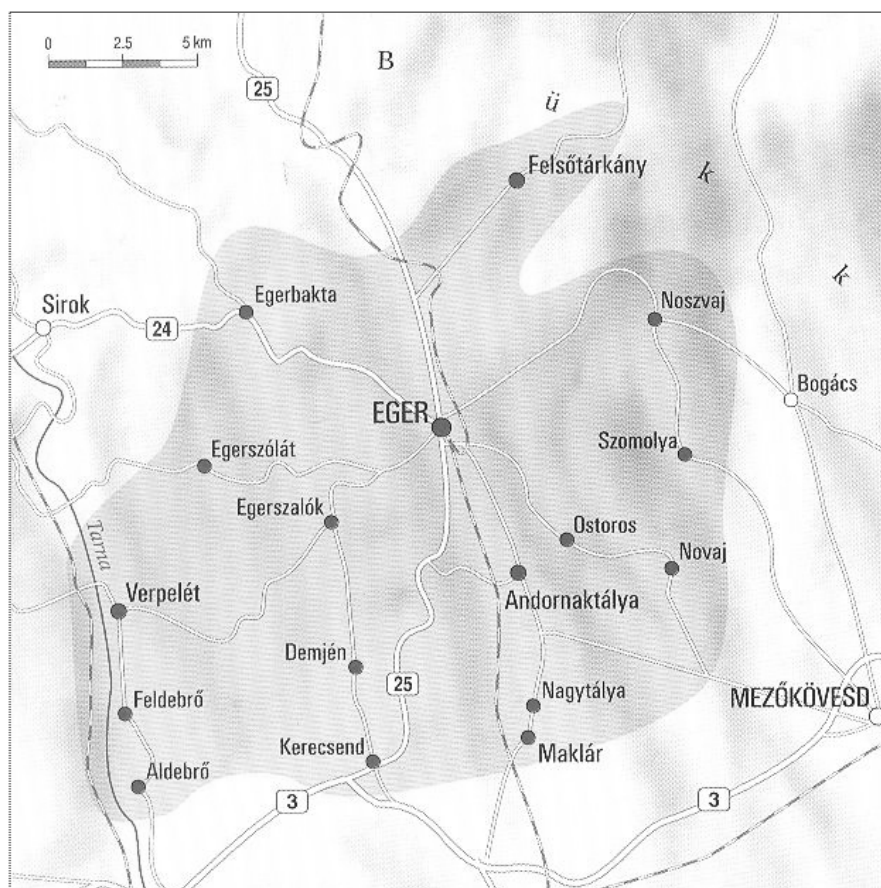 0 2.5 5 km
B
25
ü
Felsőtárkány
k
k
Sirok
Egerbakta
24
Noszvaj
Bogács
EGER
Egerszólát
Szomolya
Egerszalók
Ostoros
Tarna
Novaj
Verpelét
Andornaktálya
Demjén
25
Feldebrő
Nagytálya
MEZŐKÖVESD
Kerecsend
Maklár
Aldebrő
3
3